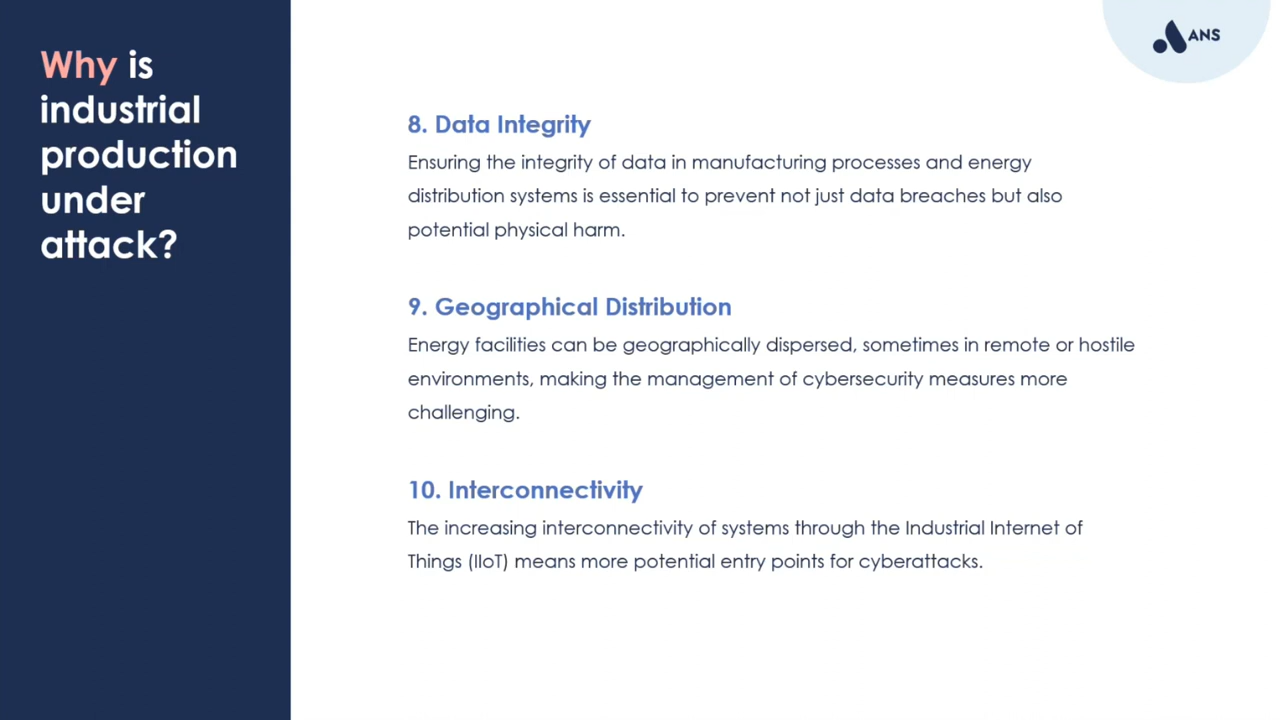 Why is
industrial
production
under
attack?
ANS
8. Data Integrity
Ensuring the integrity of data in manufacturing processes and energy
distribution systems is essential to prevent not just data breaches but also
potential physical harm.
9. Geographical Distribution
Energy facilities can be geographically dispersed, sometimes in remote or hostile
environments, making the management of cybersecurity measures more
challenging.
10. Interconnectivity
The increasing interconnectivity of systems through the Industrial Internet of
Things (IIoT) means more potential entry points for cyberattacks.